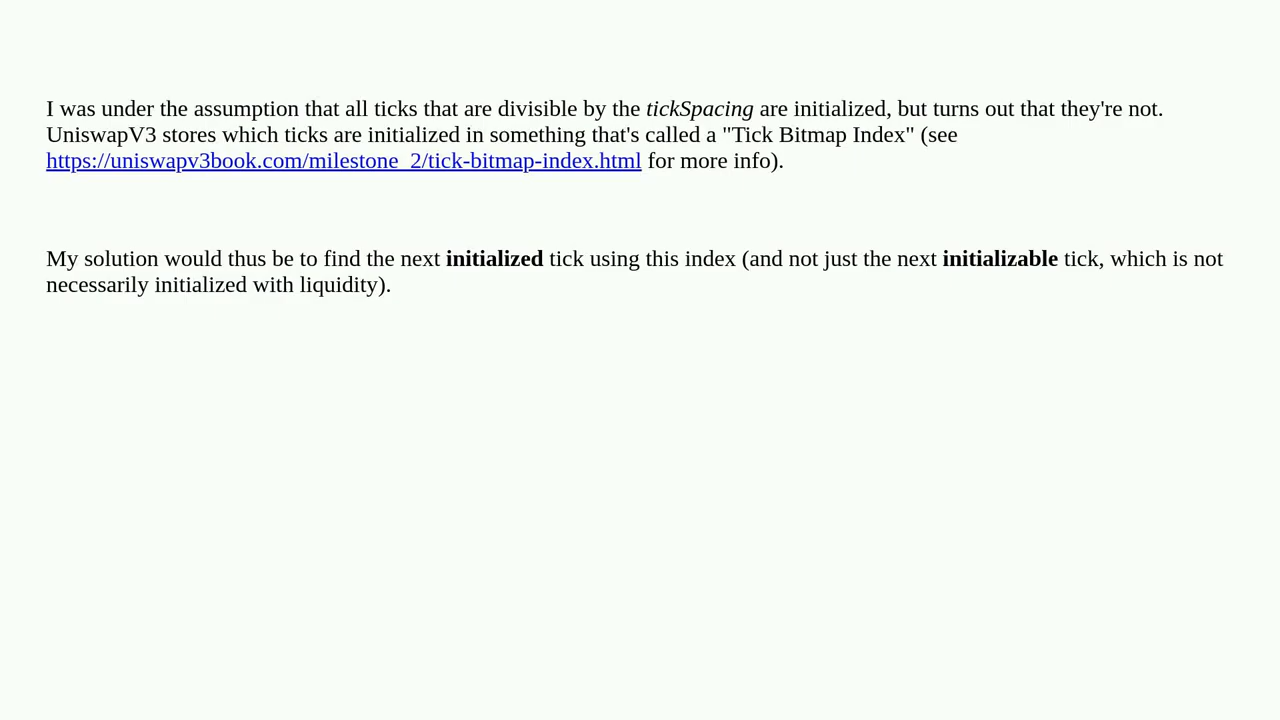 I was under the assumption that all ticks that are divisible by the tickSpacing are initialized, but turns out that they're not.
UniswapV3 stores which ticks are initialized in something that's called a "Tick Bitmap Index" (see
https://uniswapv3book.com/milestone_2/tick-bitmap-index.html for more info).
My solution would thus be to find the next initialized tick using this index (and not just the next initializable tick, which is not
necessarily initialized with liquidity).